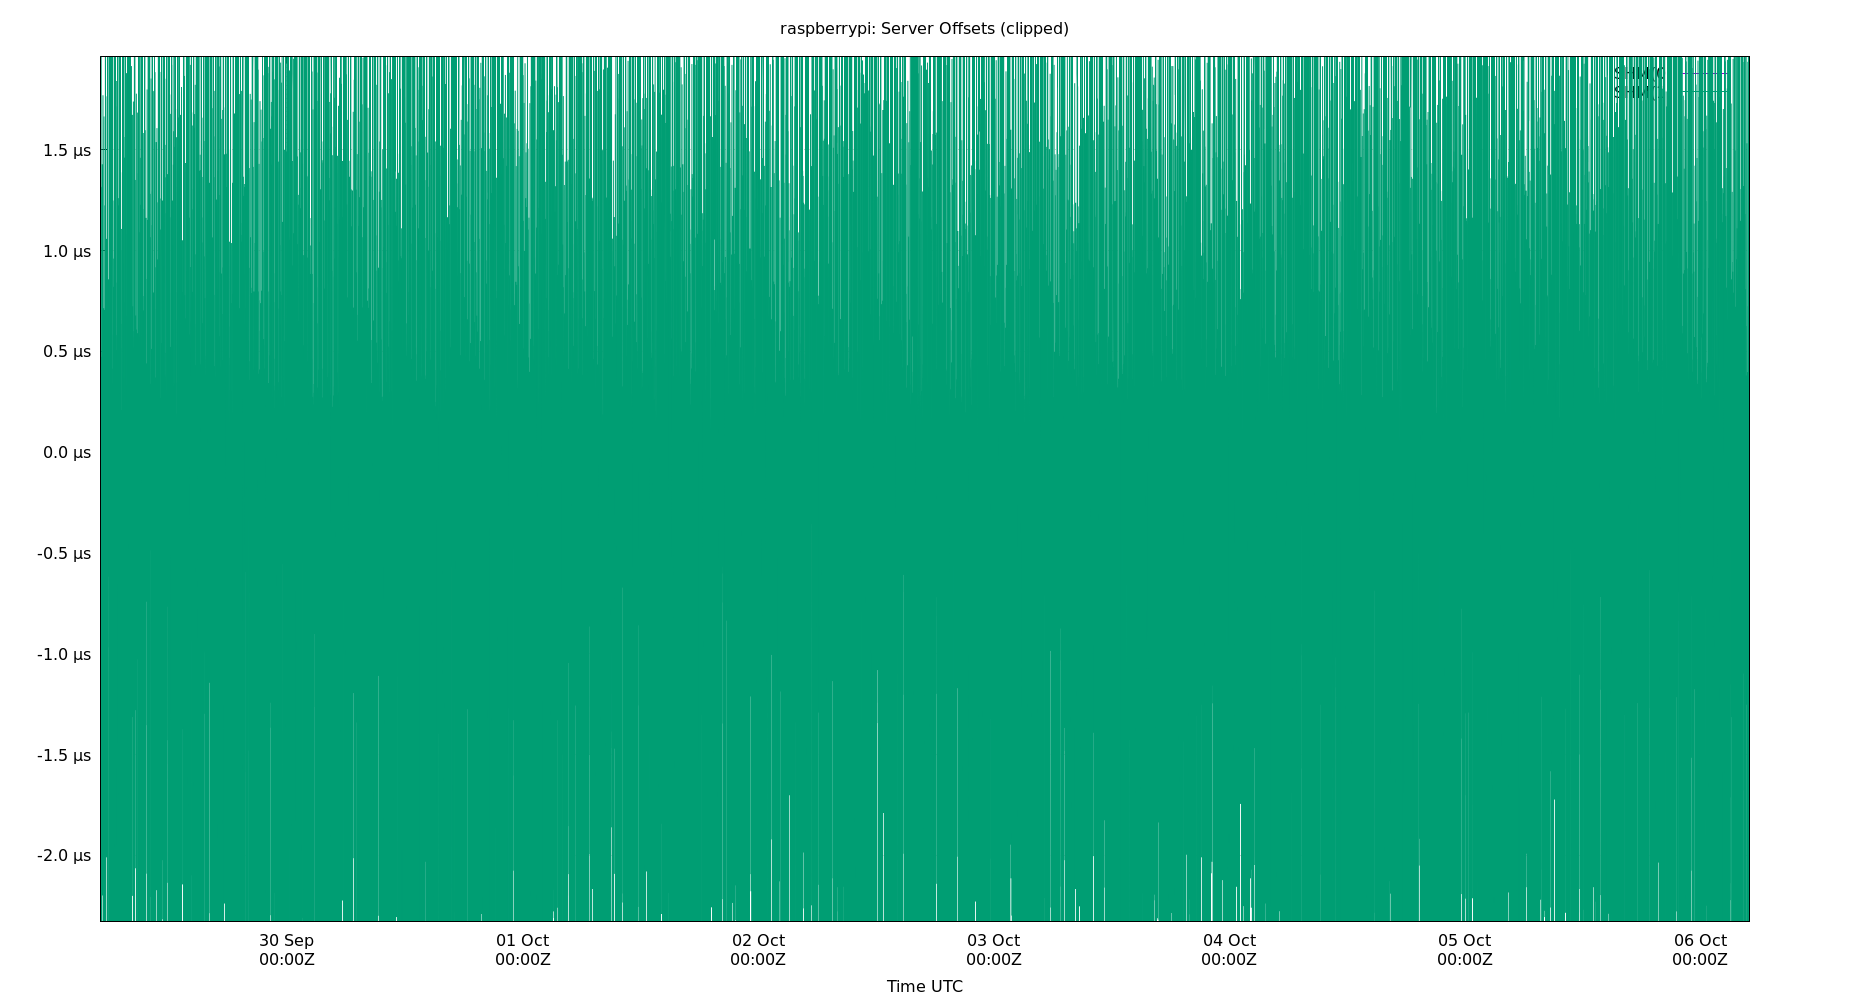 raspberrypi: Server Offsets (clipped)
1.5 µs
1.0 µs
0.5 µs
0.0 µs
-0.5 µs
-1.0 µs
-1.5 µs
-2.0 µs
30 Sep
00:00Z
01 Oct
00:00Z
02 Oct
00:00Z
03 Oct
00:00Z
04 Oct
00:00Z
05 Oct
00:00Z
06 Oct
00:00Z
Time UTC